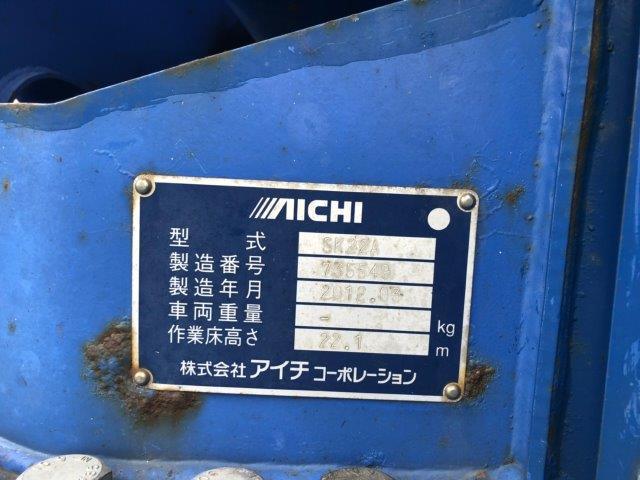 AICHI
型式 SK22A
製造番号
製造年月 2012.
車両重量 - kg
作業床高さ 22.1 m
株式会社アイチコーポレーション